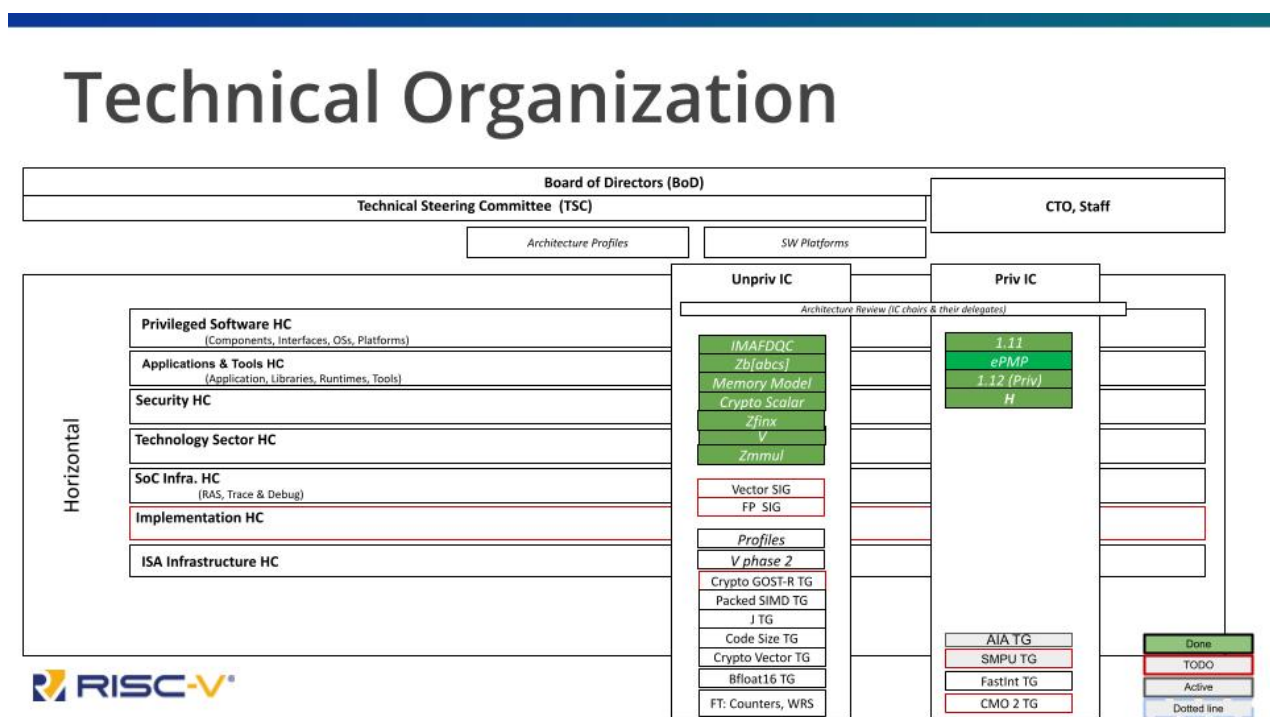 Technical Organization
Board of Directors (BoD)
Technical Steering Committee (TSC)
CTO, Staff
Architecture Profiles
SW Platforms
Unpriv IC
Priv IC
Architecture Review (IC chairs & their delegates)
Horizontal
Privileged Software HC
(Components, Interfaces, OSs, Platforms)
Applications & Tools HC
(Application, Libraries, Runtimes, Tools)
Security HC
Technology Sector HC
SoC Infra. HC
(RAS, Trace & Debug)
Implementation HC
ISA Infrastructure HC
IMAFDQC
Zb[abcs]
Memory Model
Crypto Scalar
Zfinx
V
Zmmul
Vector SIG
FP SIG
Profiles
V phase 2
Crypto GOST-R TG
Packed SIMD TG
J TG
Code Size TG
Crypto Vector TG
Bfloat16 TG
FT: Counters, WRS
1.11
ePMP
1.12 (Priv)
H
AIA TG
SMPU TG
FastInt TG
CMO 2 TG
Done
TODO
Active
Dotted line
RISC-V